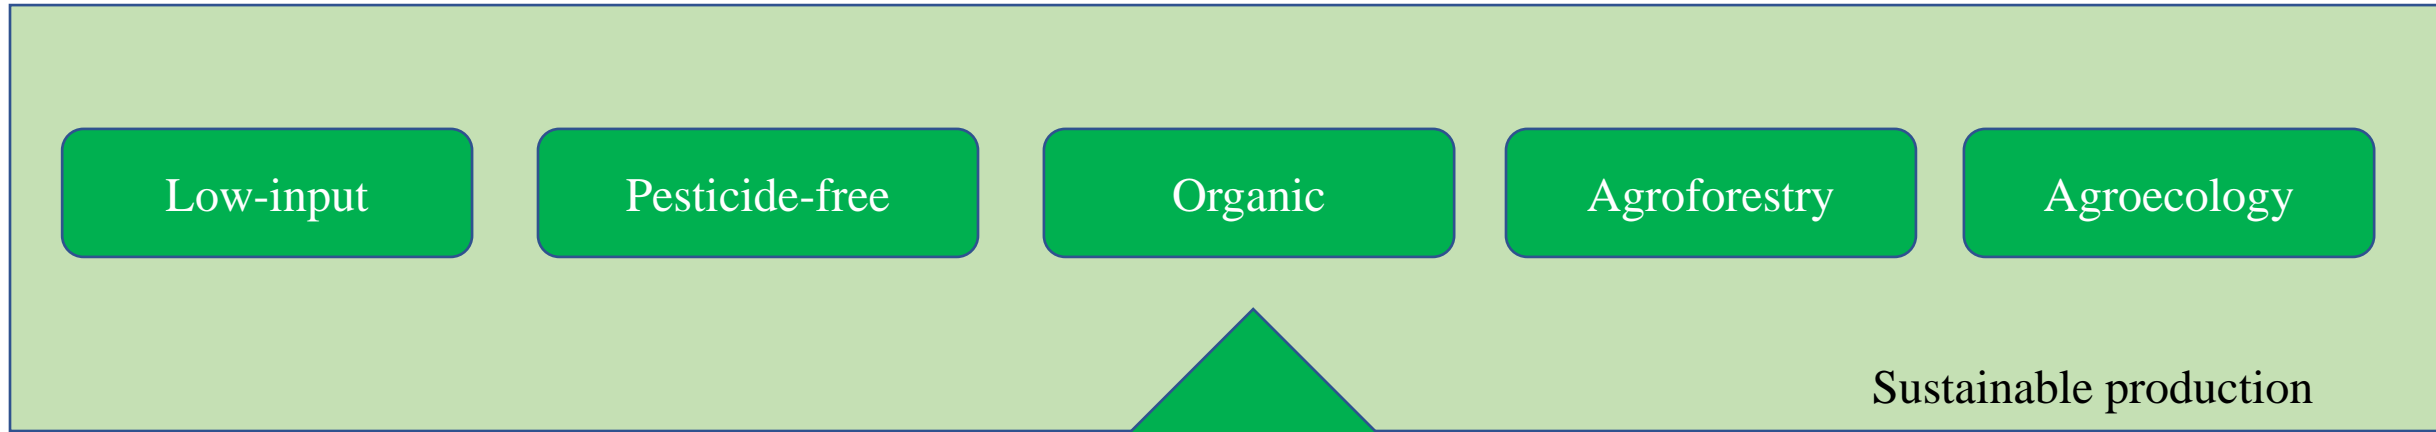 Low-input
Pesticide-free
Organic
Agroforestry
Agroecology
Sustainable production